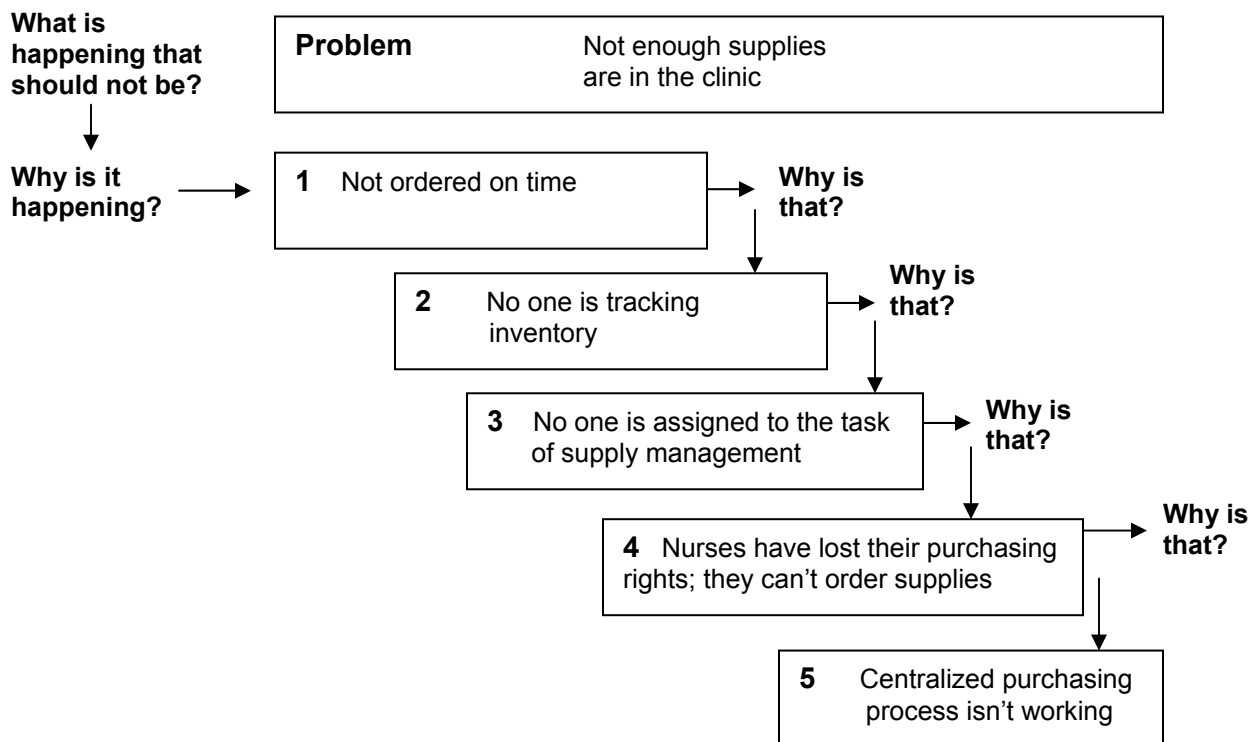 What is
happening that
should not be?
Problem Not enough supplies
are in the clinic
Why is it
happening?
1 Not ordered on time
Why is
that?
2 No one is tracking
inventory
Why is
that?
3 No one is assigned to the task
of supply management
Why is
that?
4 Nurses have lost their purchasing
rights; they can’t order supplies
Why is
that?
5 Centralized purchasing
process isn’t working